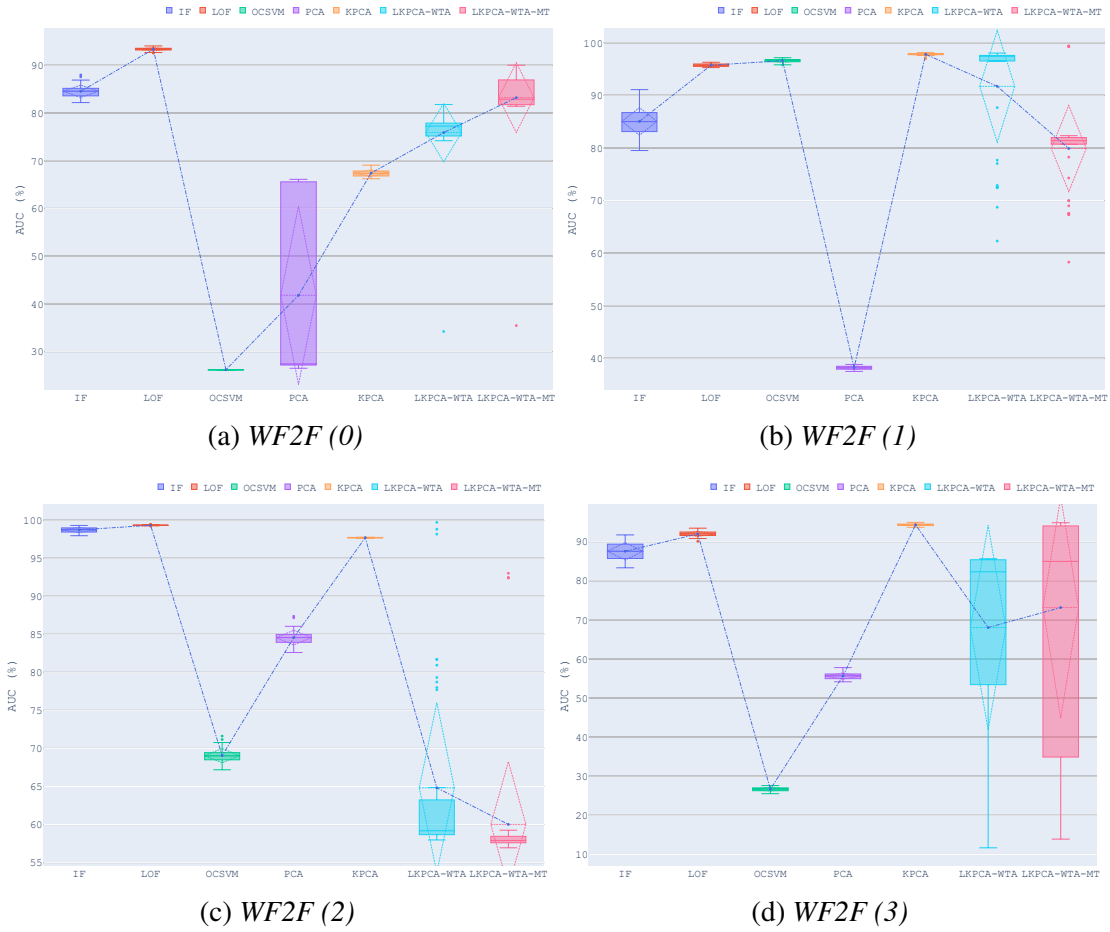 IF LOF OCSVM PCA KPCA LKPCA-WTA LKPCA-WTA-MT
AUC (%)
90
80
70
60
50
40
30
IF LOF OCSVM PCA KPCA LKPCA-WTA LKPCA-WTA-MT
(a) WF2F (0)
IF LOF OCSVM PCA KPCA LKPCA-WTA LKPCA-WTA-MT
AUC (%)
100
90
80
70
60
50
40
IF LOF OCSVM PCA KPCA LKPCA-WTA LKPCA-WTA-MT
(b) WF2F (1)
IF LOF OCSVM PCA KPCA LKPCA-WTA LKPCA-WTA-MT
AUC (%)
100
95
90
85
80
75
70
65
60
55
IF LOF OCSVM PCA KPCA LKPCA-WTA LKPCA-WTA-MT
(c) WF2F (2)
IF LOF OCSVM PCA KPCA LKPCA-WTA LKPCA-WTA-MT
AUC (%)
90
80
70
60
50
40
30
20
10
IF LOF OCSVM PCA KPCA LKPCA-WTA LKPCA-WTA-MT
(d) WF2F (3)